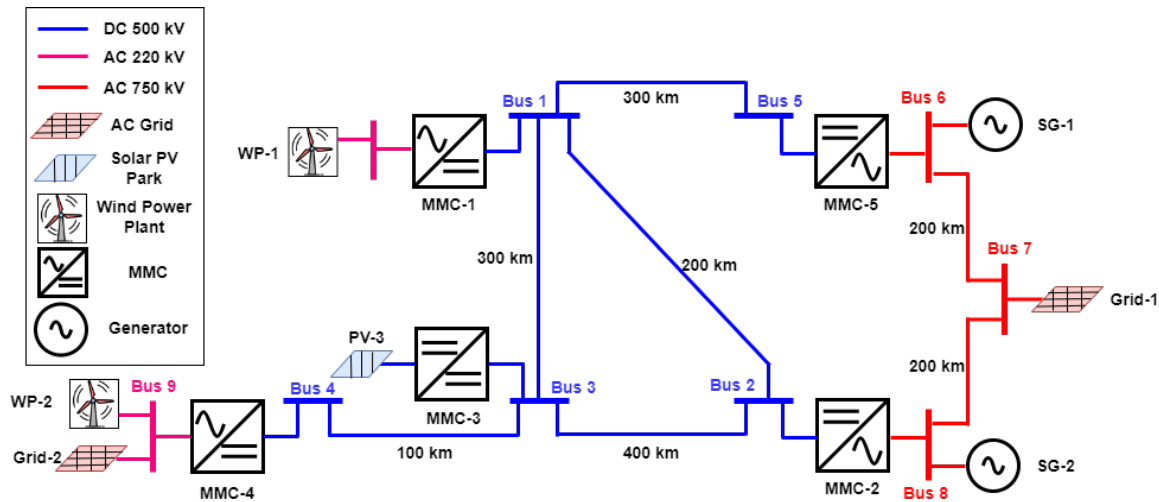 DC 500 kV
AC 220 kV
AC 750 kV
AC Grid
Solar PV
Park
Wind Power
Plant
MMC
Generator
WP-1
MMC-1
Bus 1
300 km
Bus 5
MMC-5
Bus 6
SG-1
200 km
Bus 7
Grid-1
300 km
200 km
200 km
PV-3
MMC-3
Bus 4
Bus 3
Bus 2
WP-2
Bus 9
Grid-2
MMC-4
100 km
400 km
MMC-2
Bus 8
SG-2